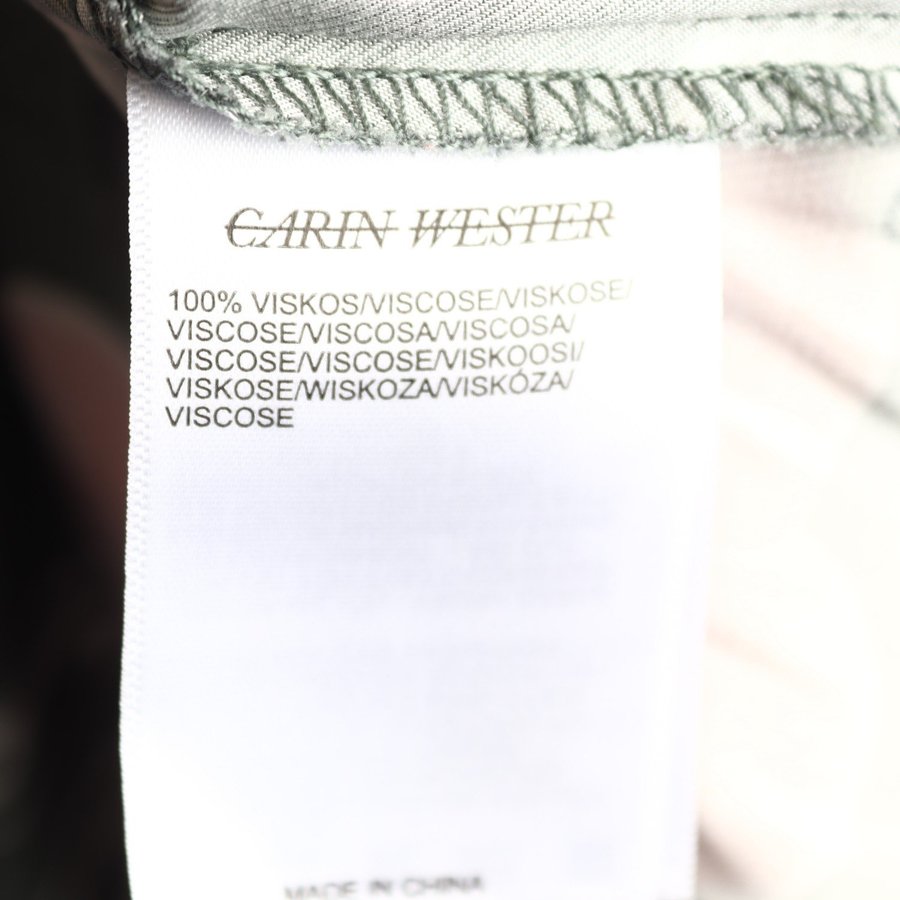 CARIN WESTER
100% VISKOS/VISCOSE/VISKOSE/
VISCOSE/VISCOSA/VISCOSA/
VISCOSE/VISCOSE/VISKOOSI/
VISKOSE/WISKOZA/VISKÓZA/
VISCOSE
MADE IN CHINA